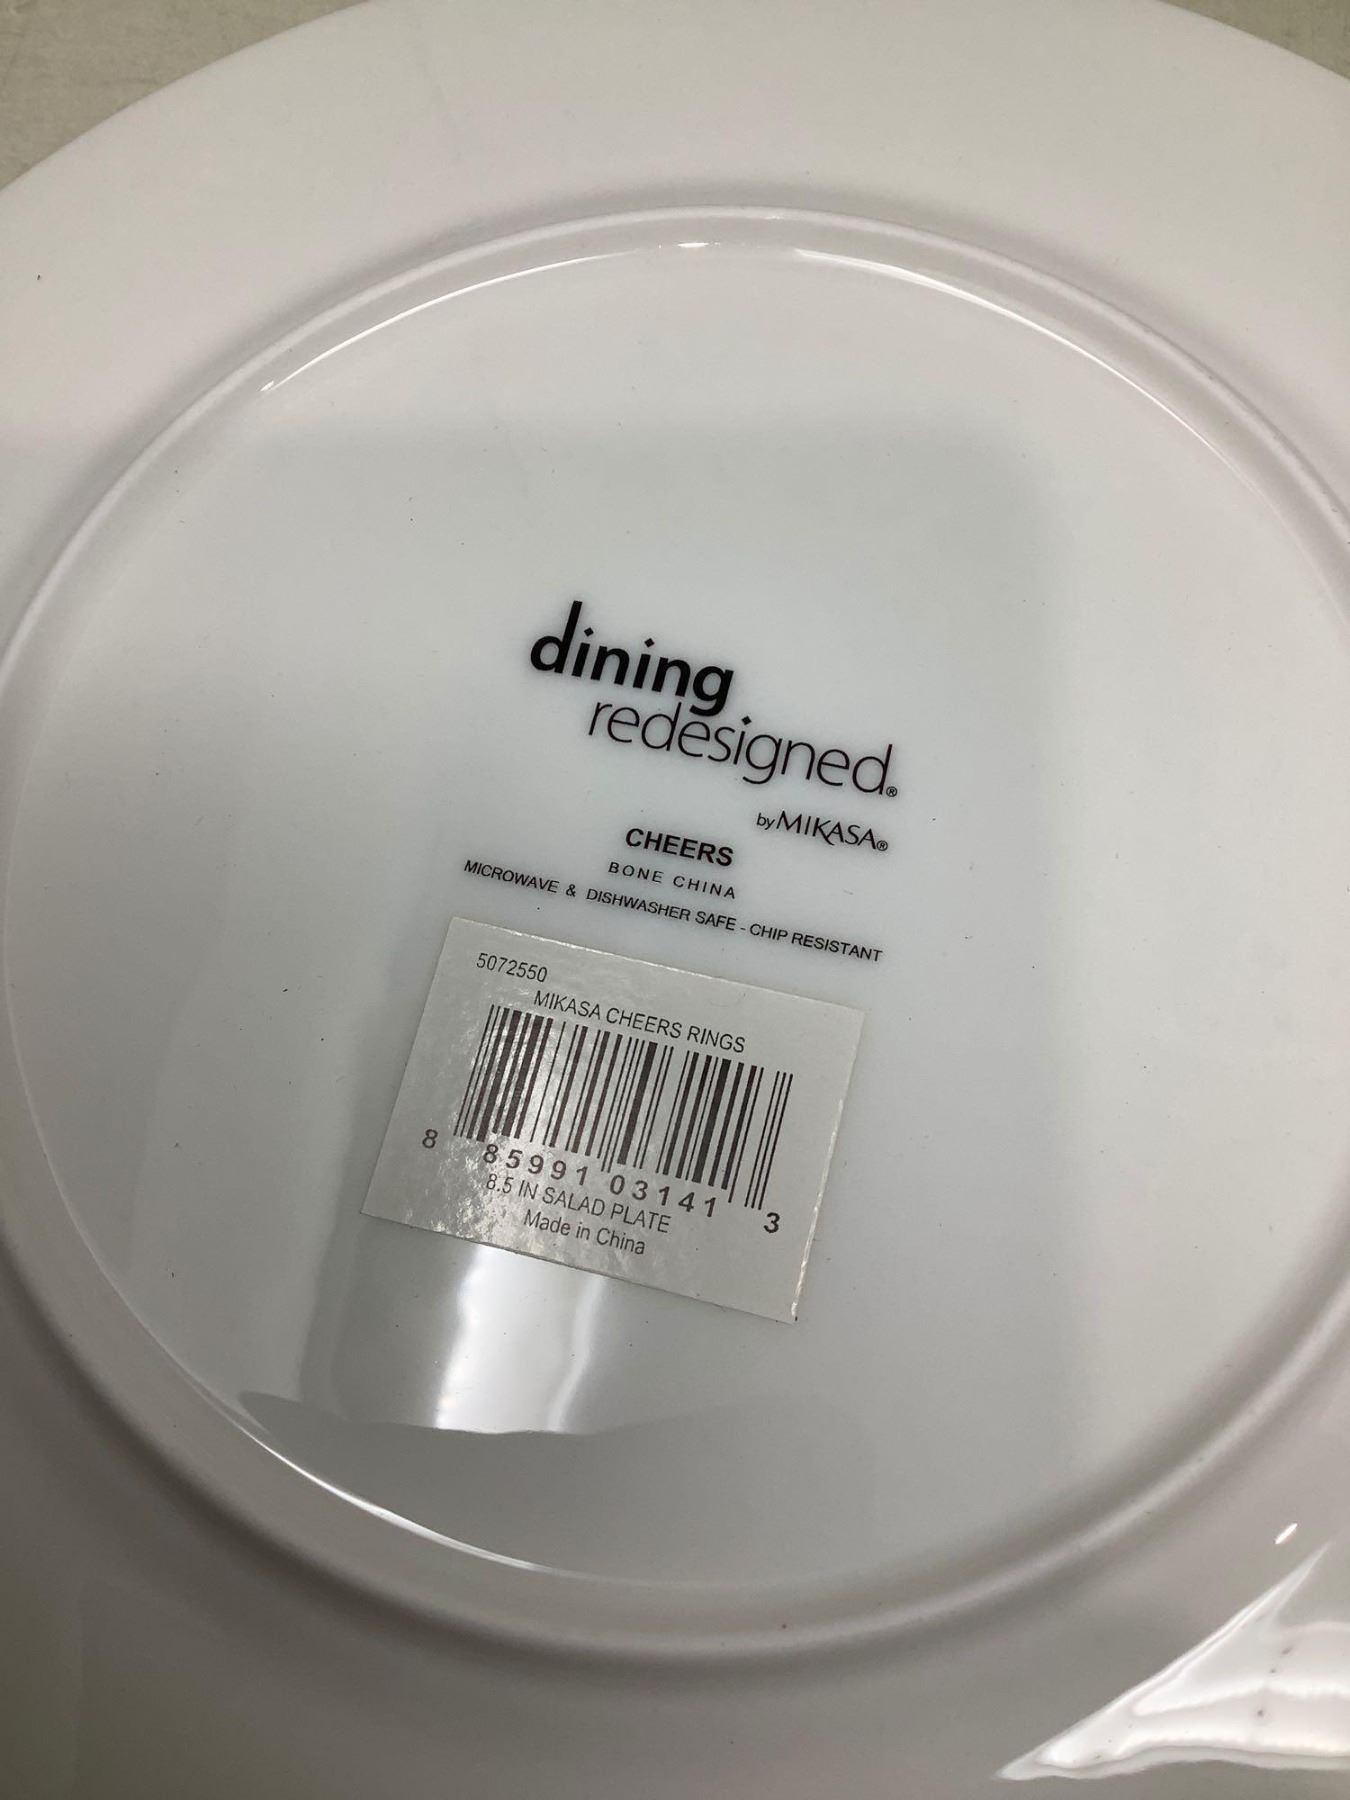 dining
redesigned®
by MIKASA®
CHEERS
BONE CHINA
MICROWAVE & DISHWASHER SAFE - CHIP RESISTANT
5072550
MIKASA CHEERS RINGS
8 85991 03141 3
8.5 IN SALAD PLATE
Made in China